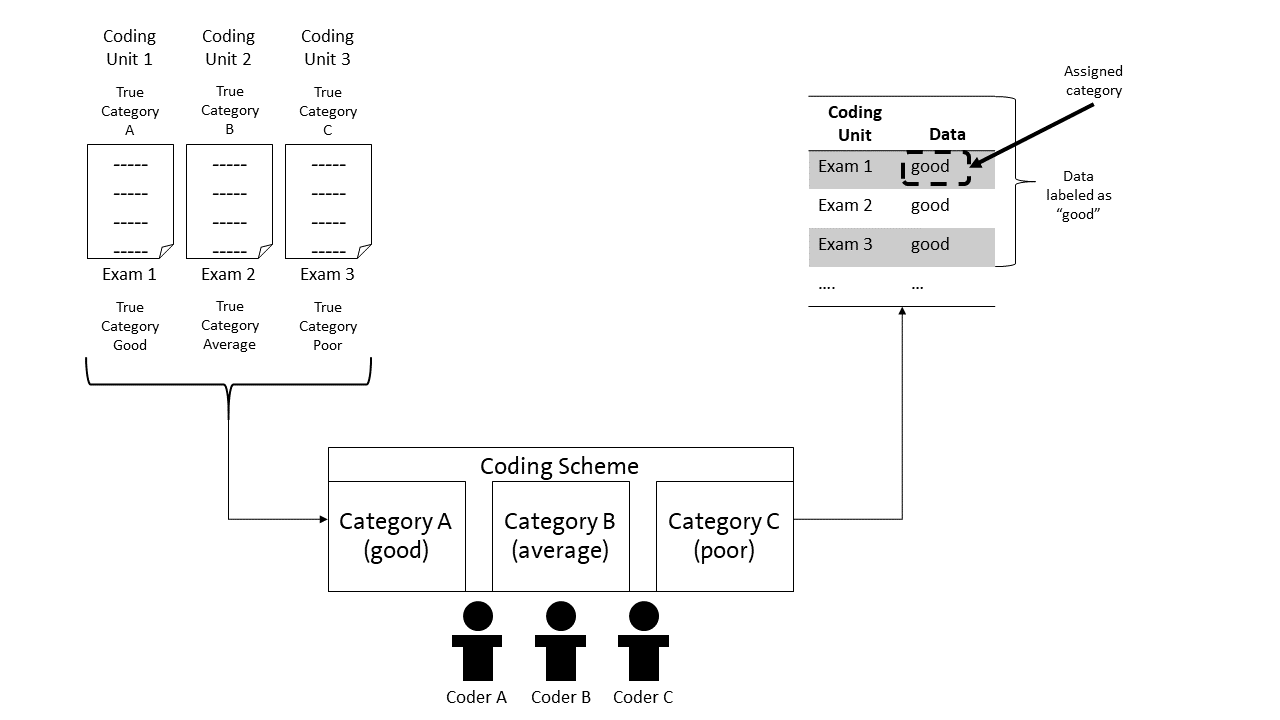 Coding Unit 1
Coding Unit 2
Coding Unit 3
True Category A
True Category B
True Category C
-----
-----
-----
-----
-----
-----
-----
-----
-----
-----
-----
-----
Exam 1
Exam 2
Exam 3
True Category Good
True Category Average
True Category Poor
Coding Scheme
Category A
(good)
Category B
(average)
Category C
(poor)
Coder A
Coder B
Coder C
Assigned
category
Coding Unit
Data
Exam 1 good
Exam 2 good
Exam 3 good
.... ...
Data
labeled as
“good”